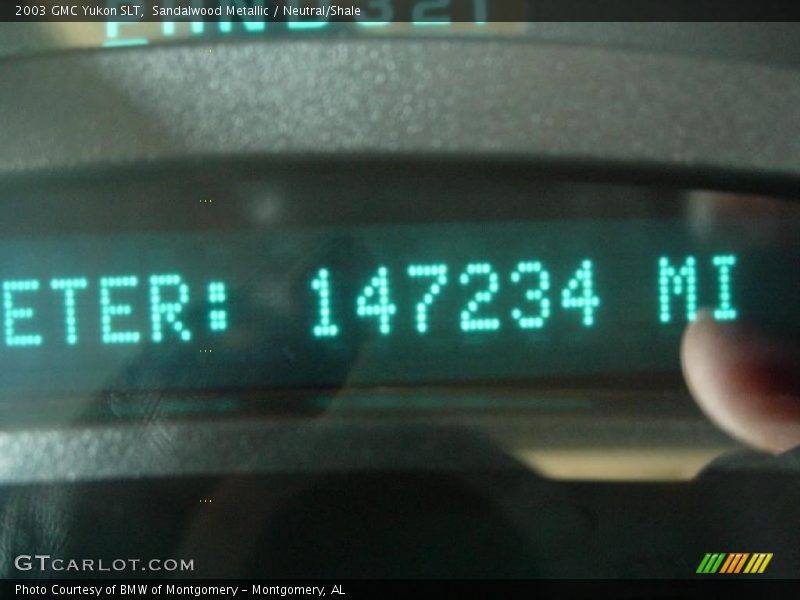 2003 GMC Yukon SLT,  Sandalwood Metallic / Neutral/Shale
ETER: 147234 MI
GTCARLOT.COM
Photo Courtesy of BMW of Montgomery - Montgomery, AL